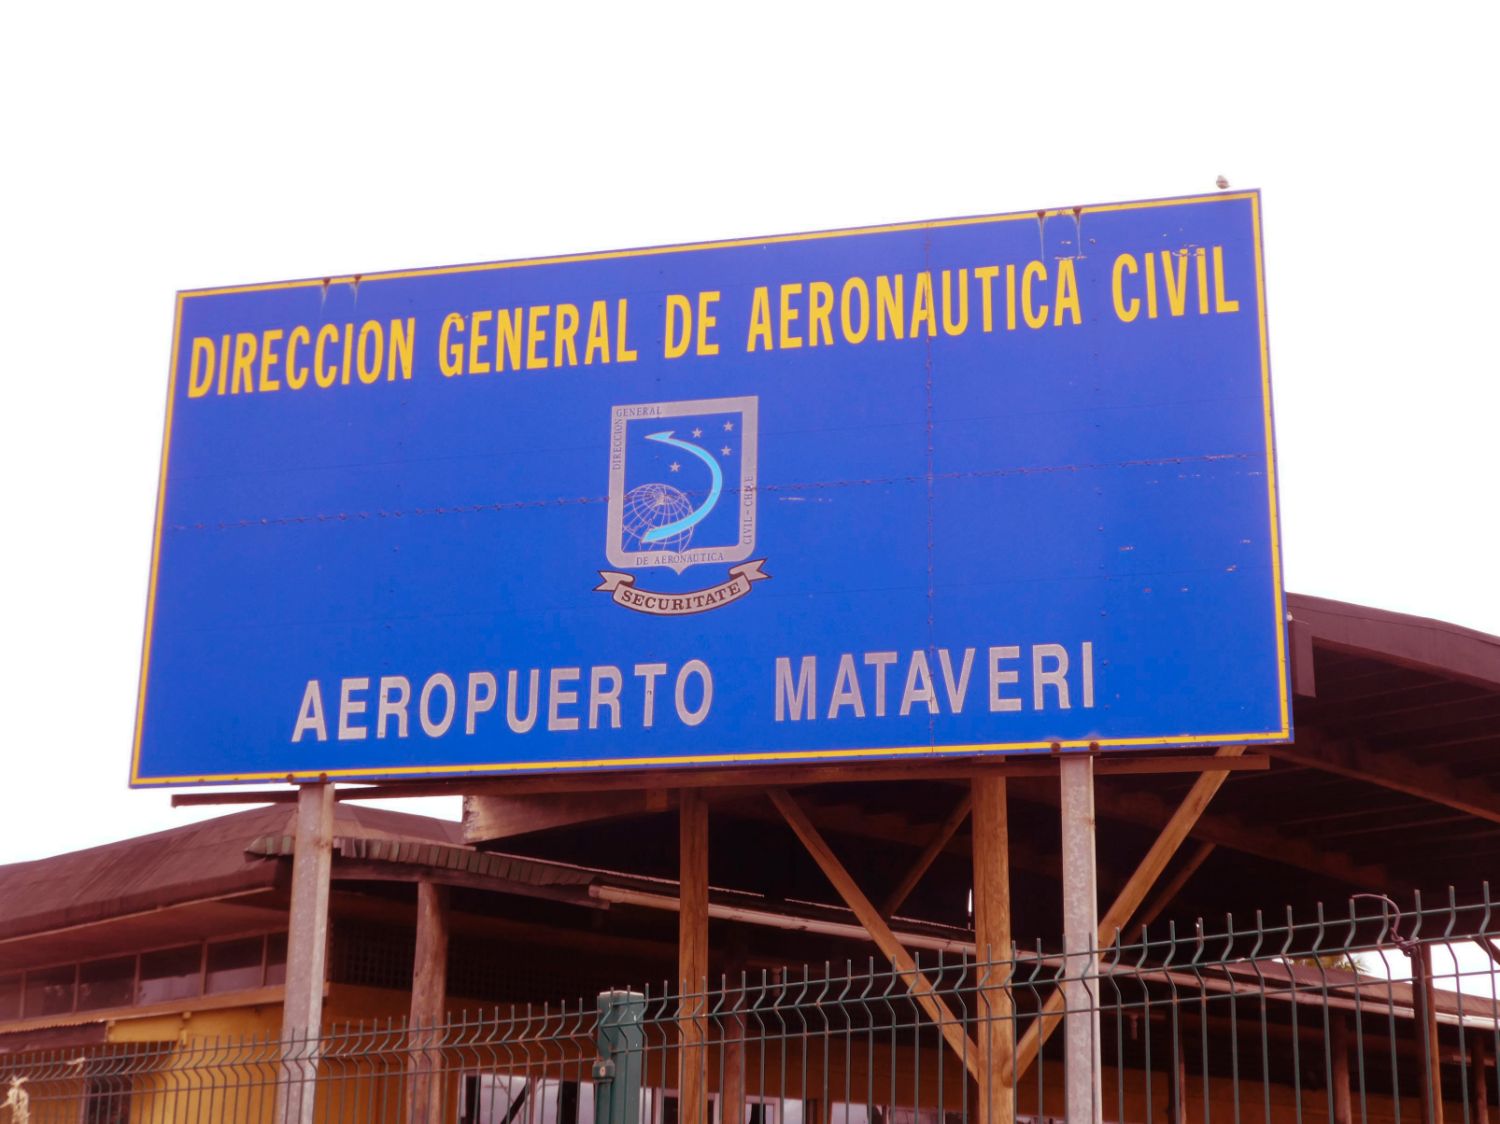 DIRECCION GENERAL DE AERONAUTICA CIVIL
DIRECCION GENERAL
DE AERONAUTICA
CIVIL - CHILE
SECURITATE
AEROPUERTO MATAVERI